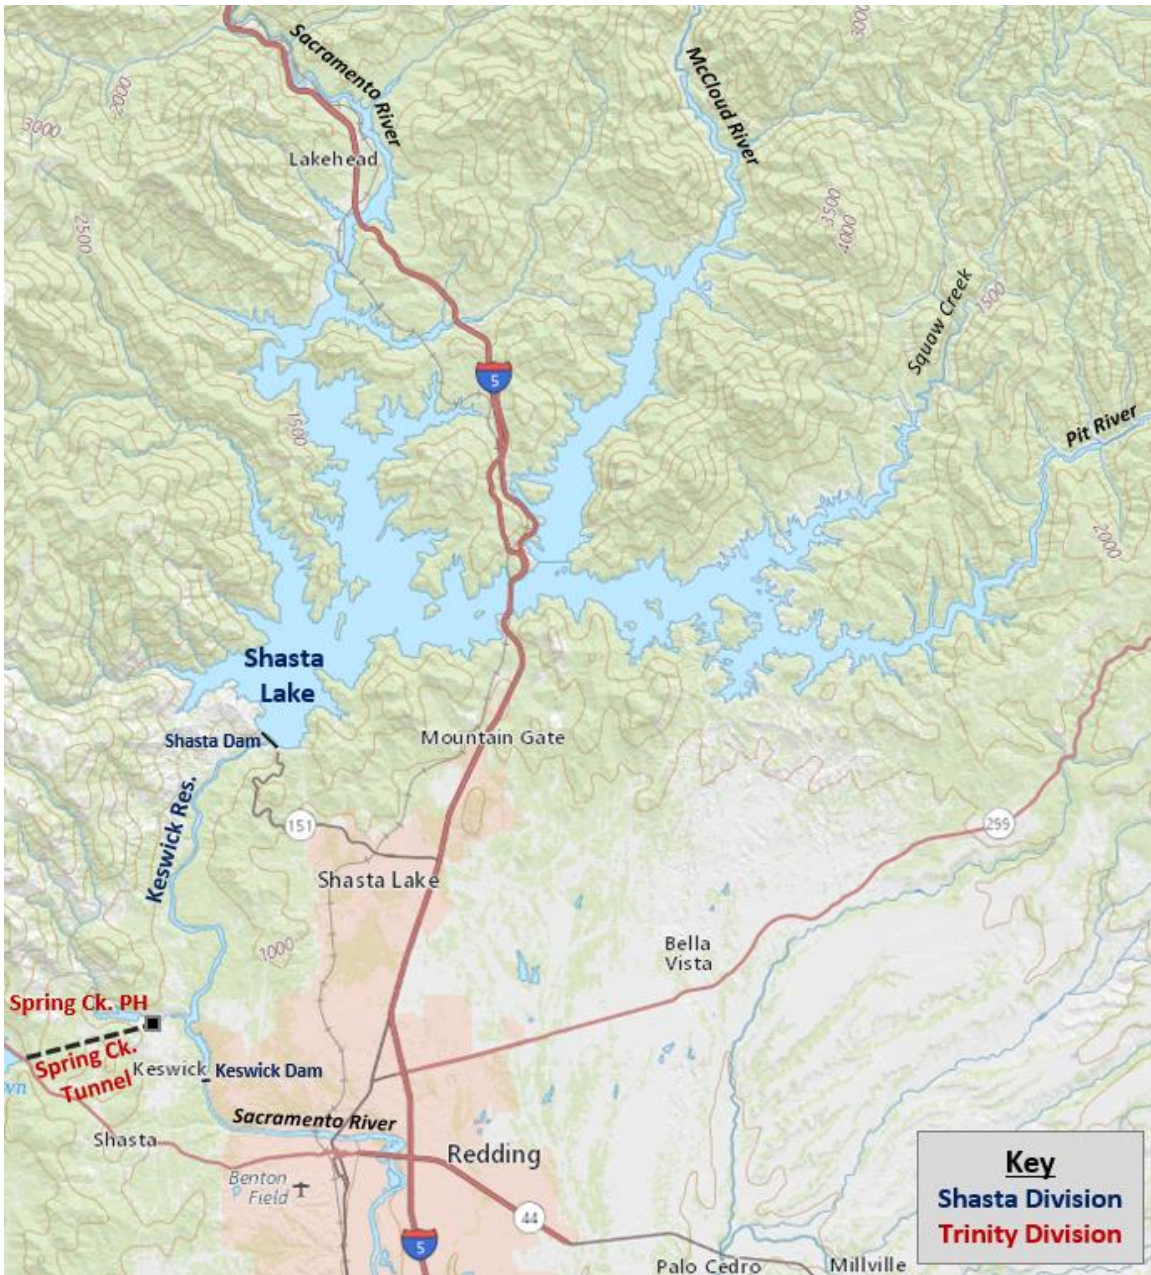 3000
Sacramento River
McCloud River
2000
3000
Lakehead
3500
4000
2500
Squaw Creek
1500
5
1500
Pit River
2000
Shasta
Lake
Shasta Dam
Mountain Gate
Keswick Res.
151
299
Shasta Lake
1000
Bella
Vista
Spring Ck. PH
Spring Ck.
Tunnel
Keswick
Keswick Dam
wn
Sacramento River
Shasta
Redding
Benton
Field
44
5
Palo Cedro
Millville
Key
Shasta Division
Trinity Division